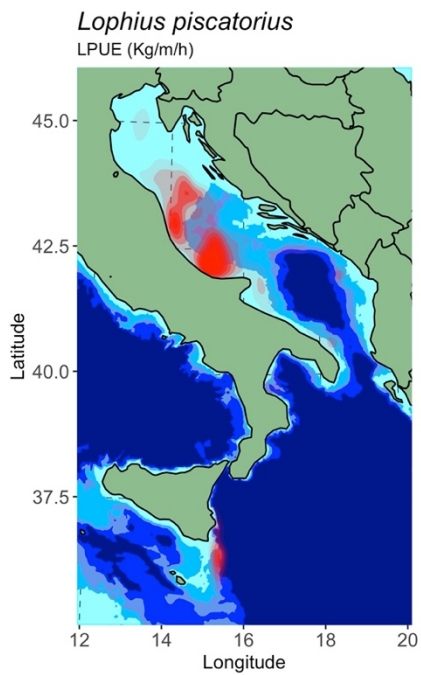 Lophius piscatorius
LPUE (Kg/m/h)
45.0
42.5
40.0
37.5
Latitude
12 14 16 18 20
Longitude